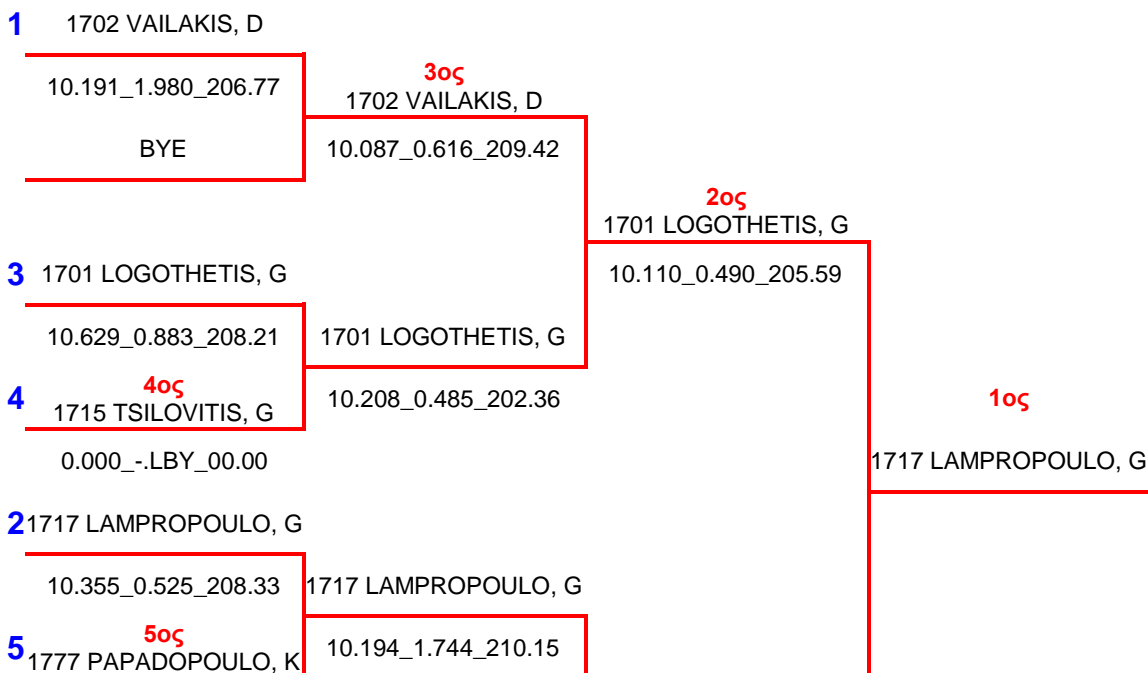 1 1702 VAILAKIS, D
10.191_1.980_206.77
BYE
3ος
1702 VAILAKIS, D
10.087_0.616_209.42
2ος
1701 LOGOTHETIS, G
10.110_0.490_205.59
3 1701 LOGOTHETIS, G
10.629_0.883_208.21
1701 LOGOTHETIS, G
10.208_0.485_202.36
4ος
4 1715 TSILOVITIS, G
0.000_-.LBY_00.00
1ος
1717 LAMPROPOULO, G
2 1717 LAMPROPOULO, G
10.355_0.525_208.33
1717 LAMPROPOULO, G
10.194_1.744_210.15
5ος
5 1777 PAPADOPOULO, K